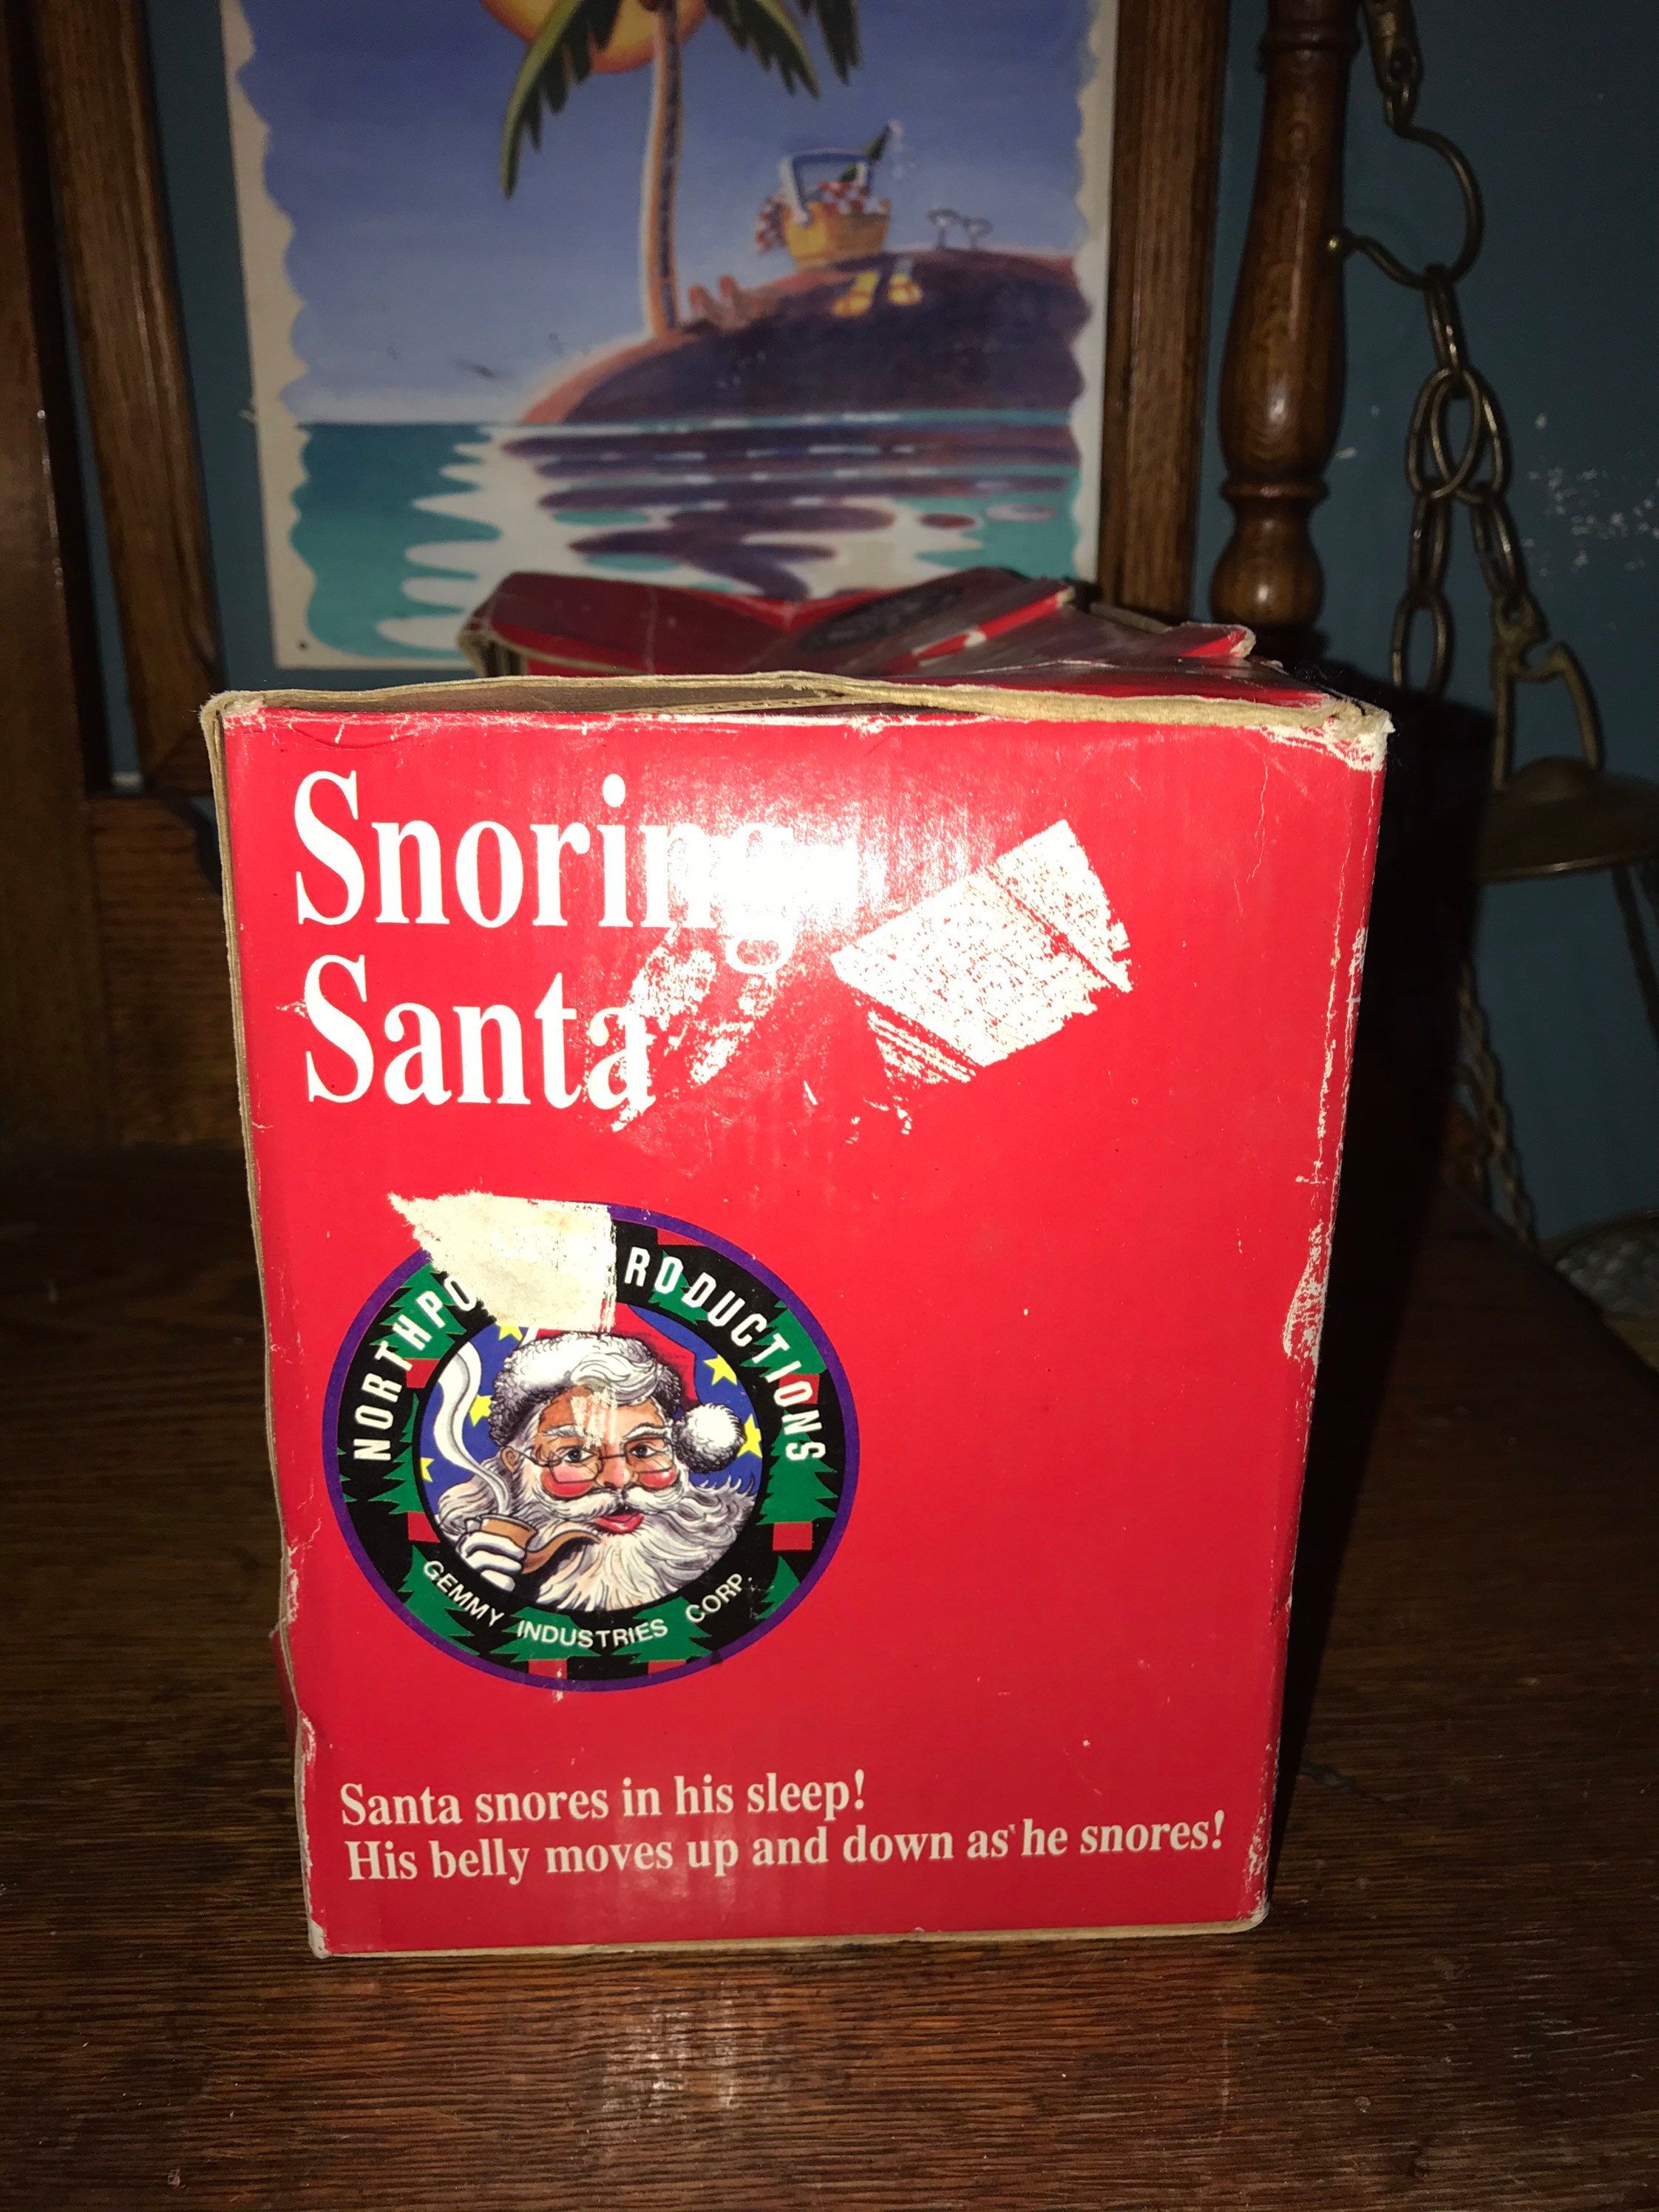 Snoring
Santa
NORTHPO RODUCTIONS
GEMMY INDUSTRIES CORP.
Santa snores in his sleep!
His belly moves up and down as he snores!